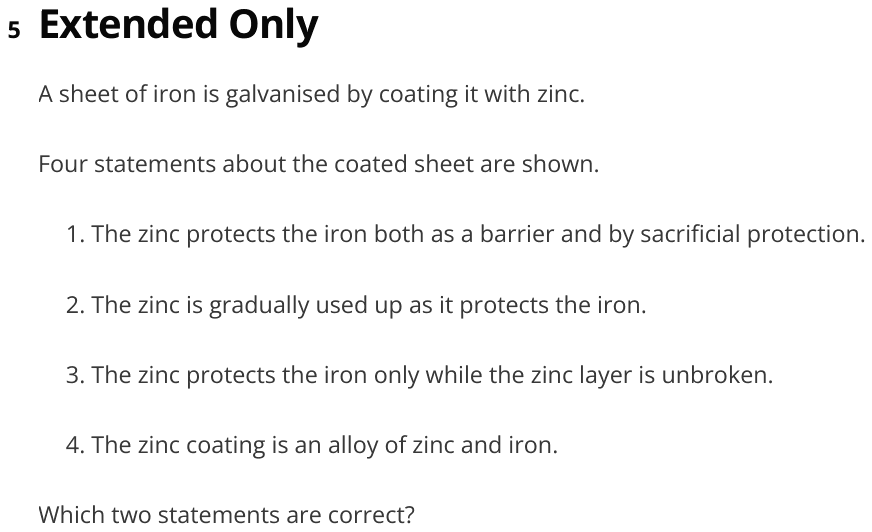 5 Extended Only
A sheet of iron is galvanised by coating it with zinc.
Four statements about the coated sheet are shown.
1. The zinc protects the iron both as a barrier and by sacrificial protection.
2. The zinc is gradually used up as it protects the iron.
3. The zinc protects the iron only while the zinc layer is unbroken.
4. The zinc coating is an alloy of zinc and iron.
Which two statements are correct?